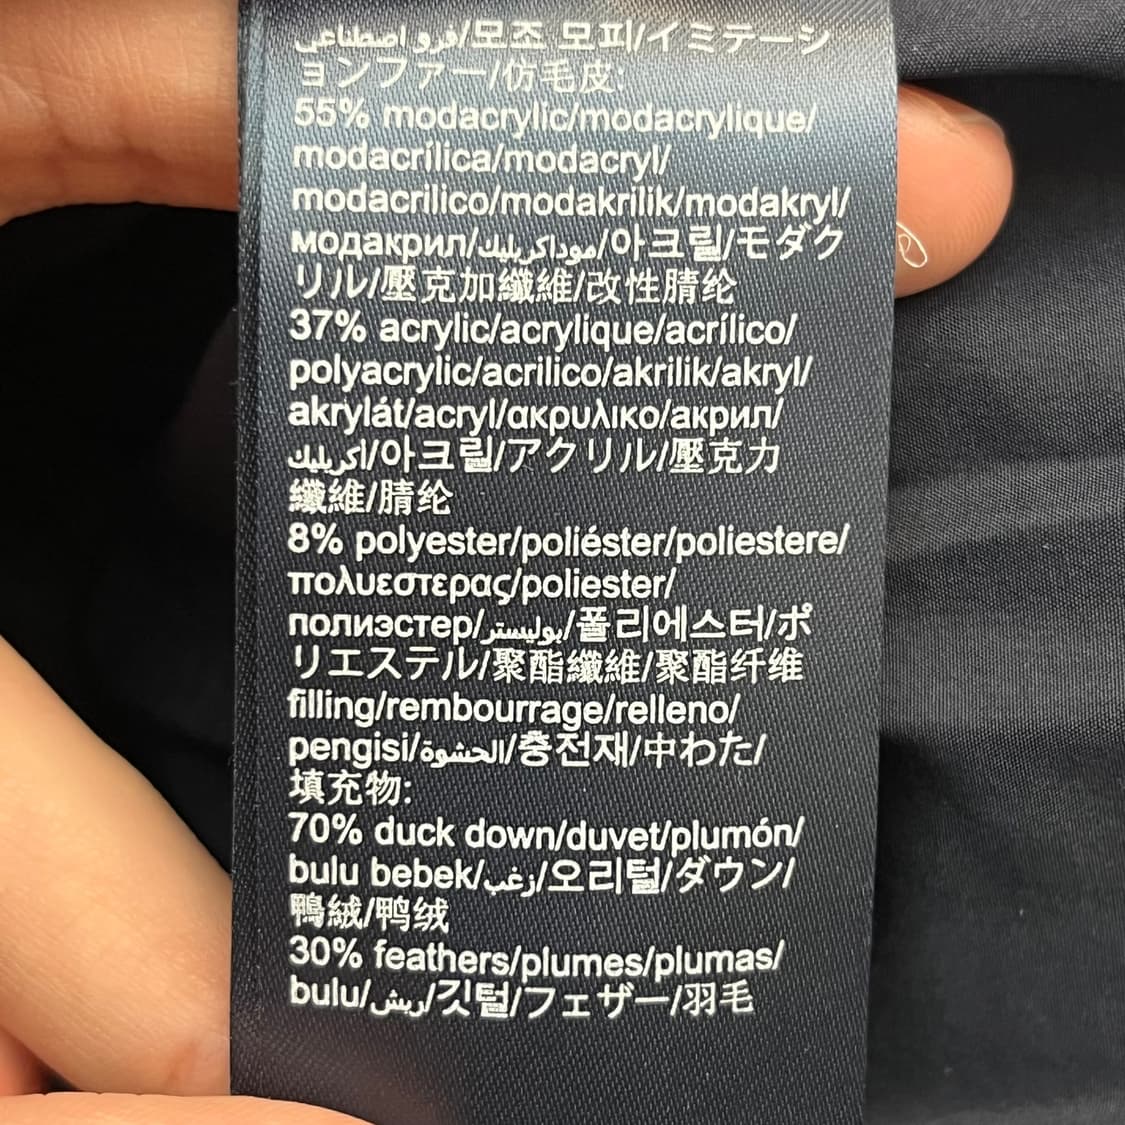 فرو اصطناعي/모조 모피/イミテーシ
ョンファー/仿毛皮:
55% modacrylic/modacrylique/
modacrílica/modacryl/
modacrilico/modakrilik/modakryl/
модакрил/موداكريليك/아크릴/モダク
リル/壓克加纖維/改性腈纶
37% acrylic/acrylique/acrílico/
polyacrylic/acrilico/akrilik/akryl/
akrylát/acryl/ακρυλικο/акрил/
اكريليك/아크릴/アクリル/壓克力
纖維/腈纶
8% polyester/poliéster/poliestere/
πολυεστερας/poliester/
полиэстер/بوليستر/폴리에스터/ポ
リエステル/聚酯纖維/聚酯纤维
filling/rembourrage/relleno/
pengisi/الحشوة/충전재/中わた/
填充物:
70% duck down/duvet/plumón/
bulu bebek/زغب/오리털/ダウン/
鴨絨/鸭绒
30% feathers/plumes/plumas/
bulu/ريش/깃털/フェザー/羽毛